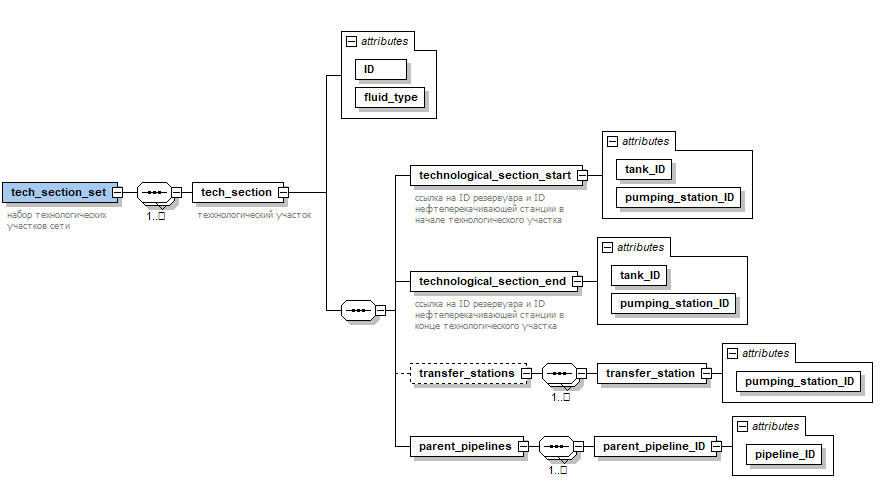 attributes
ID
fluid_type
attributes
technological_section_start
tank_ID
tech_section_set
tech_section
ссылка на ID резервуара и ID
нефтеперекачивающей станции в
начале технологического участка
pumping_station_ID
набор технологических
участков сети
1..□
теххнологический участок
attributes
technological_section_end
tank_ID
ссылка на ID резервуара и ID
нефтеперекачивающей станции в
конце технологического участка
pumping_station_ID
attributes
transfer_stations
1..□
transfer_station
pumping_station_ID
attributes
parent_pipelines
1..□
parent_pipeline_ID
pipeline_ID